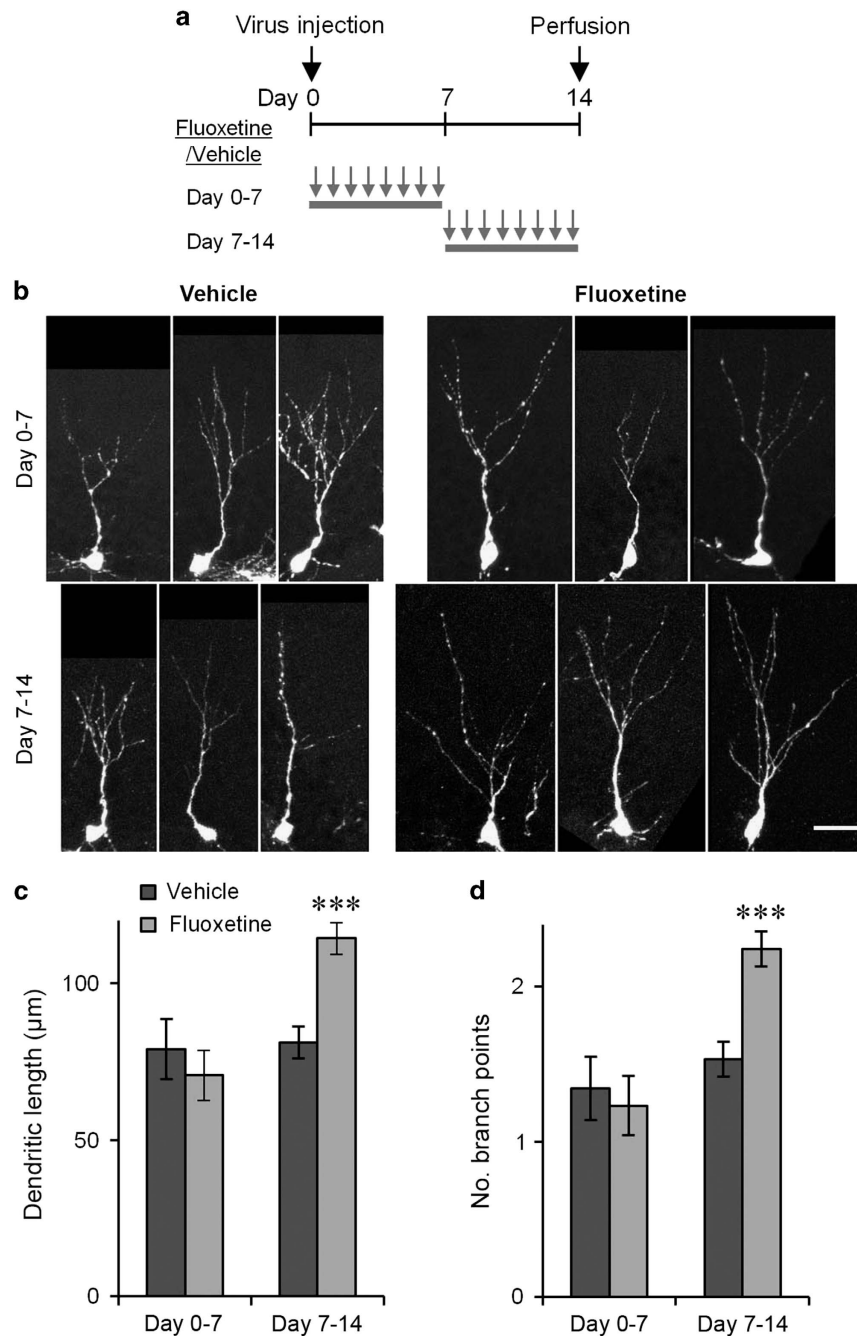 a
Virus injection
Perfusion
Day 0 7 14
Fluoxetine
/Vehicle
Day 0-7
Day 7-14
b
Vehicle
Fluoxetine
Day 0-7
Day 7-14
c
Vehicle
Fluoxetine
***
Dendritic length (µm)
100
50
0
Day 0-7
Day 7-14
d
***
No. branch points
2
1
0
Day 0-7
Day 7-14